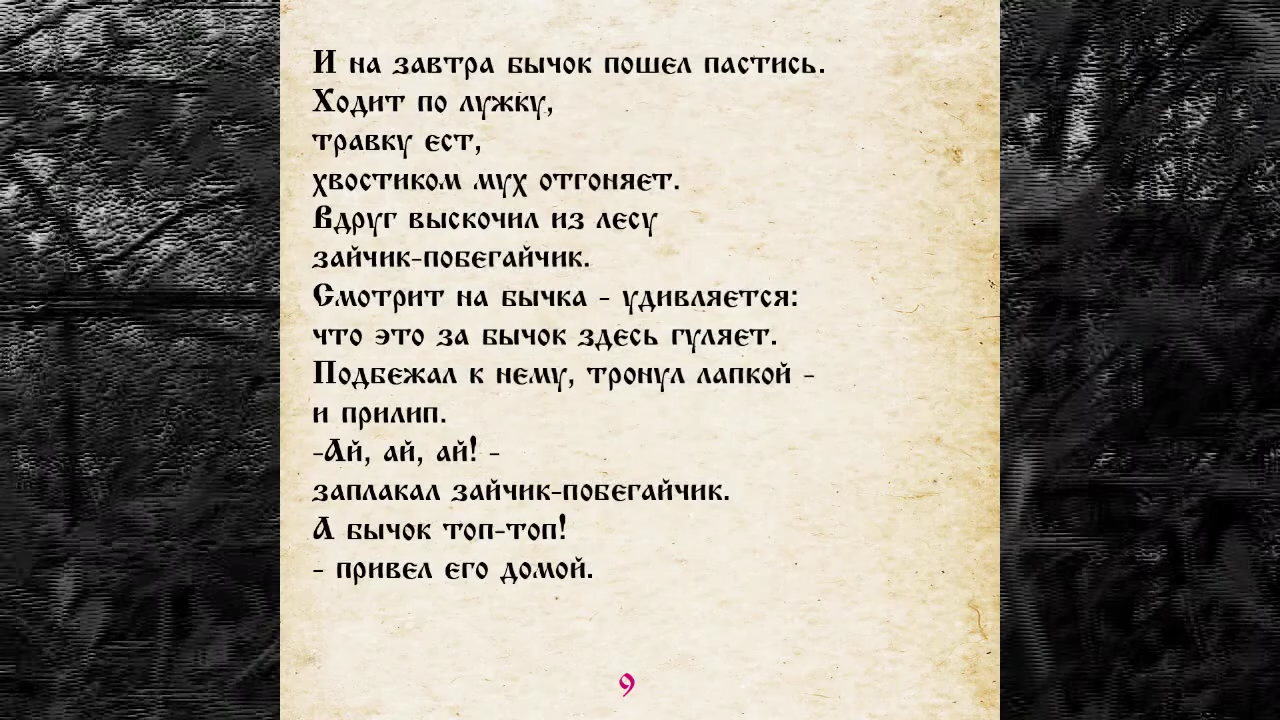 И на завтра бычок пошел пастись.
Ходит по лужку,
травку ест,
хвостиком мух отгоняет.
Вдруг выскочил из лесу
зайчик-побегайчик.
Смотрит на бычка - удивляется:
что это за бычок здесь гуляет.
Подбежал к нему, тронул лапкой -
и прилип.
-Ай, ай, ай! -
заплакал зайчик-побегайчик.
А бычок топ-топ!
- привел его домой.
9